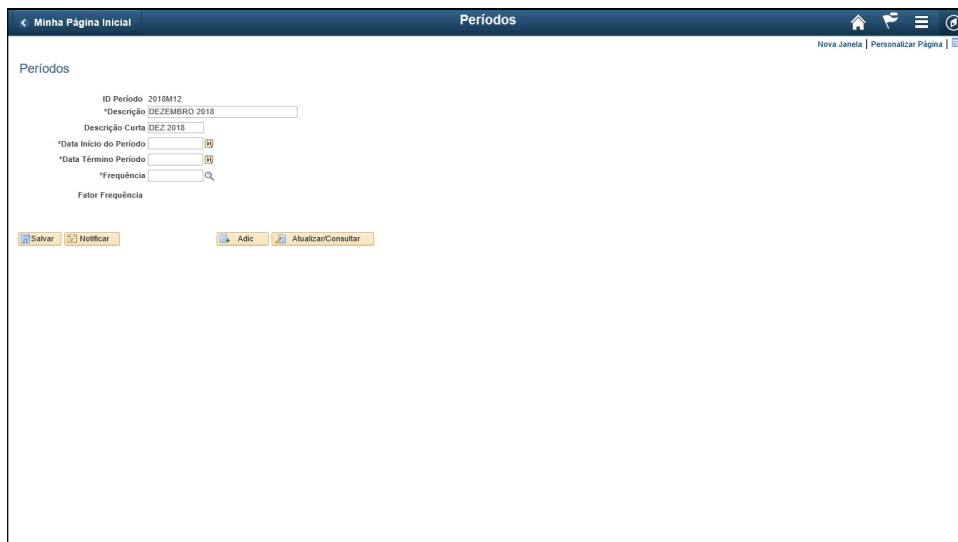 Minha Página Inicial
Períodos
Nova Janela | Personalizar Página |
Períodos
ID Período 2018M12
*Descrição DEZEMBRO 2018
Descrição Curta DEZ 2018
*Data Início do Período
*Data Término Período
*Frequência
Fator Frequência
Salvar Notificar Adic Atualizar/Consultar